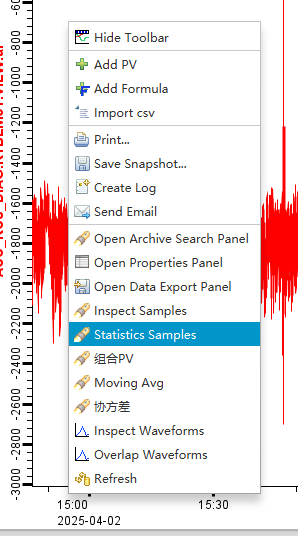 -600
-800
-1000
-1200
-1400
-1600
-1800
-2000
-2200
-2400
-2600
-2800
-3000
Hide Toolbar
Add PV
Add Formula
Import csv
Print...
Save Snapshot...
Create Log
Send Email
Open Archive Search Panel
Open Properties Panel
Open Data Export Panel
Inspect Samples
Statistics Samples
组合PV
Moving Avg
协方差
Inspect Waveforms
Overlap Waveforms
Refresh
15:00
15:30
2025-04-02